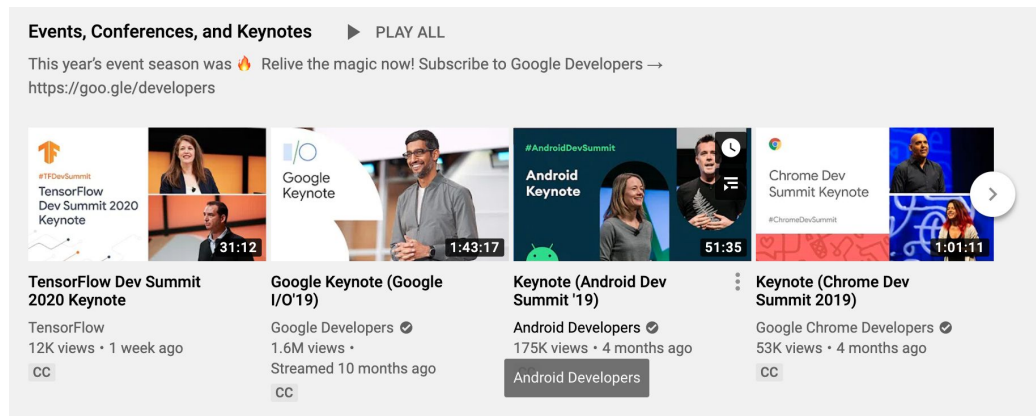 Events, Conferences, and Keynotes PLAY ALL
This year's event season was 🔥 Relive the magic now! Subscribe to Google Developers →
https://goo.gle/developers
#TFDevSummit
TensorFlow
Dev Summit 2020
Keynote
31:12
I/O
Google
Keynote
1:43:17
#AndroidDevSummit
Android
Keynote
51:35
Chrome Dev
Summit Keynote
#ChromeDevSummit
1:01:11
TensorFlow Dev Summit
2020 Keynote
TensorFlow
12K views • 1 week ago
CC
Google Keynote (Google
I/O'19)
Google Developers
1.6M views •
Streamed 10 months ago
CC
Keynote (Android Dev
Summit '19)
Android Developers
175K views • 4 months ago
Android Developers
Keynote (Chrome Dev
Summit 2019)
Google Chrome Developers
53K views • 4 months ago
CC